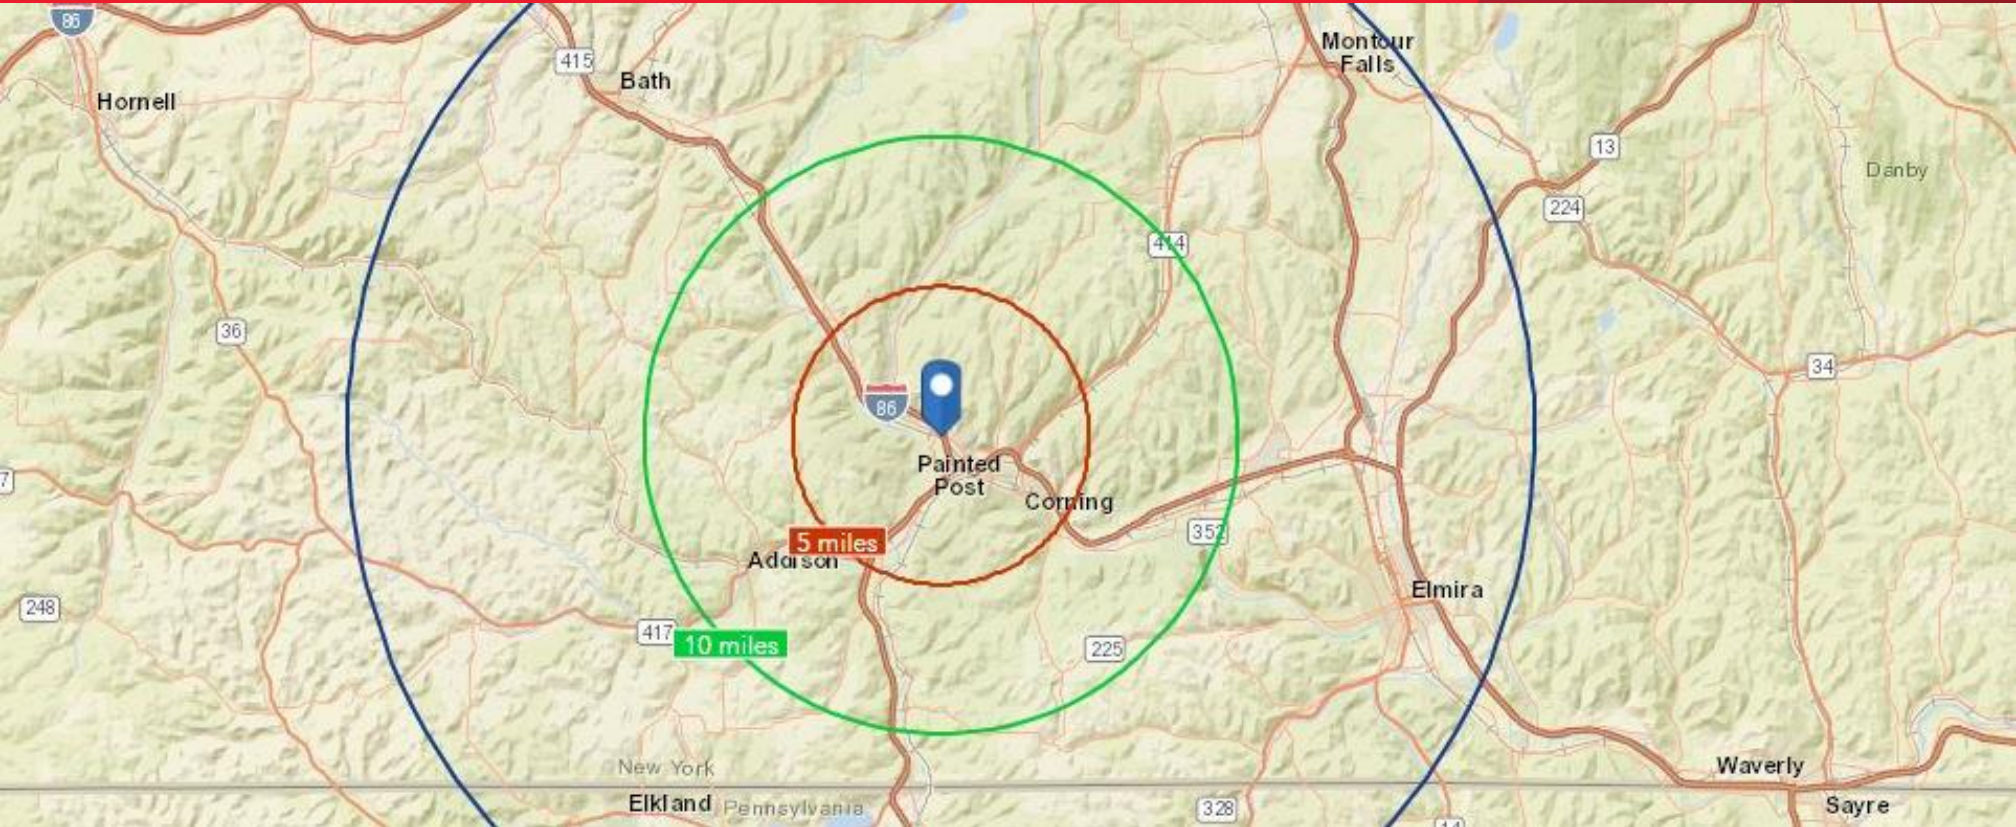 86
415
Bath
Montour
Falls
Hornell
13
Danby
224
414
36
34
86
Painted
Post
Corning
352
5 miles
Addison
Elmira
248
417
10 miles
225
New York
Waverly
Elkland
Pennsylvania
328
Sayre